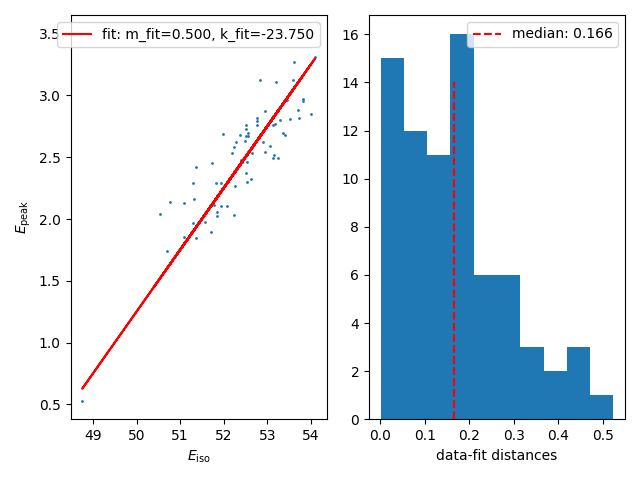 fit: m_fit=0.500, k_fit=-23.750
3.5
3.0
2.5
2.0
1.5
1.0
0.5
E_peak
49 50 51 52 53 54
E_iso
median: 0.166
16
14
12
10
8
6
4
2
0
0.0 0.1 0.2 0.3 0.4 0.5
data-fit distances